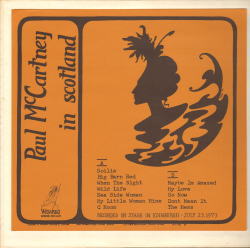 Paul McCartney
in scotland
A
Soilie
Big Barn Bed
When The Night
Wild Life
Sea Side Woman
My Little Woman Mine
C Moon
B
Maybe Im Amazed
My Love
Go Now
Dont Mean It
The Mess
RECORDED ON STAGE IN EDINBURGH - JULY 23 1973